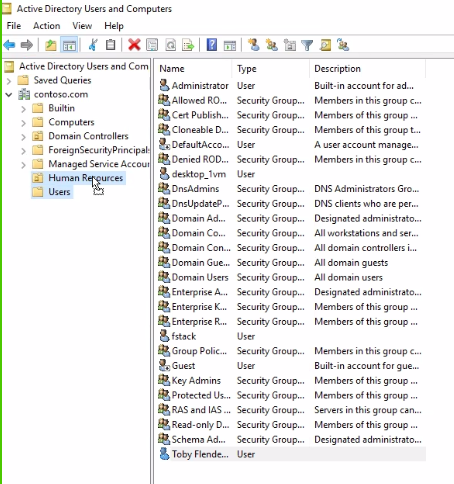 Active Directory Users and Computers
File Action View Help
Active Directory Users and Com
Saved Queries
contoso.com
Builtin
Computers
Domain Controllers
ForeignSecurityPrincipals
Managed Service Accoun
Human Resources
Users
Name Type Description
Administrator User Built-in account for ad...
Allowed RO... Security Group... Members in this group c...
Cert Publish... Security Group... Members of this group ...
Cloneable D... Security Group... Members of this group t...
DefaultAcco... User A user account manage...
Denied ROD... Security Group... Members in this group c...
desktop_1vm User
DnsAdmins Security Group... DNS Administrators Gro...
DnsUpdateP... Security Group... DNS clients who are per...
Domain Ad... Security Group... Designated administrato...
Domain Co... Security Group... All workstations and ser...
Domain Con... Security Group... All domain controllers i...
Domain Gue... Security Group... All domain guests
Domain Users Security Group... All domain users
Enterprise A... Security Group... Designated administrato...
Enterprise K... Security Group... Members of this group ...
Enterprise R... Security Group... Members of this group ...
fstack User
Group Polic... Security Group... Members in this group c...
Guest User Built-in account for gue...
Key Admins Security Group... Members of this group ...
Protected Us... Security Group... Members of this group ...
RAS and IAS ... Security Group... Servers in this group can...
Read-only D... Security Group... Members of this group ...
Schema Ad... Security Group... Designated administrato...
Toby Flende... User